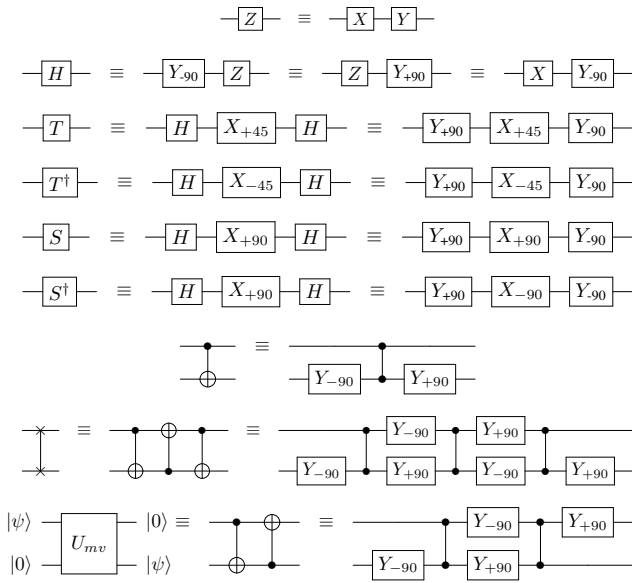 Z ≡ X Y
H ≡ Y-90 Z ≡ Z Y+90 ≡ X Y-90
T ≡ H X+45 H ≡ Y+90 X+45 Y-90
T† ≡ H X−45 H ≡ Y+90 X−45 Y-90
S ≡ H X+90 H ≡ Y+90 X+90 Y-90
S† ≡ H X+90 H ≡ Y+90 X−90 Y-90
≡
Y−90 Y+90
≡ ≡ Y−90 Y+90
Y−90 Y+90 Y−90 Y+90
|ψ⟩ |0⟩ ≡ ≡ Y−90 Y+90
Umv
|0⟩ |ψ⟩ Y−90 Y+90